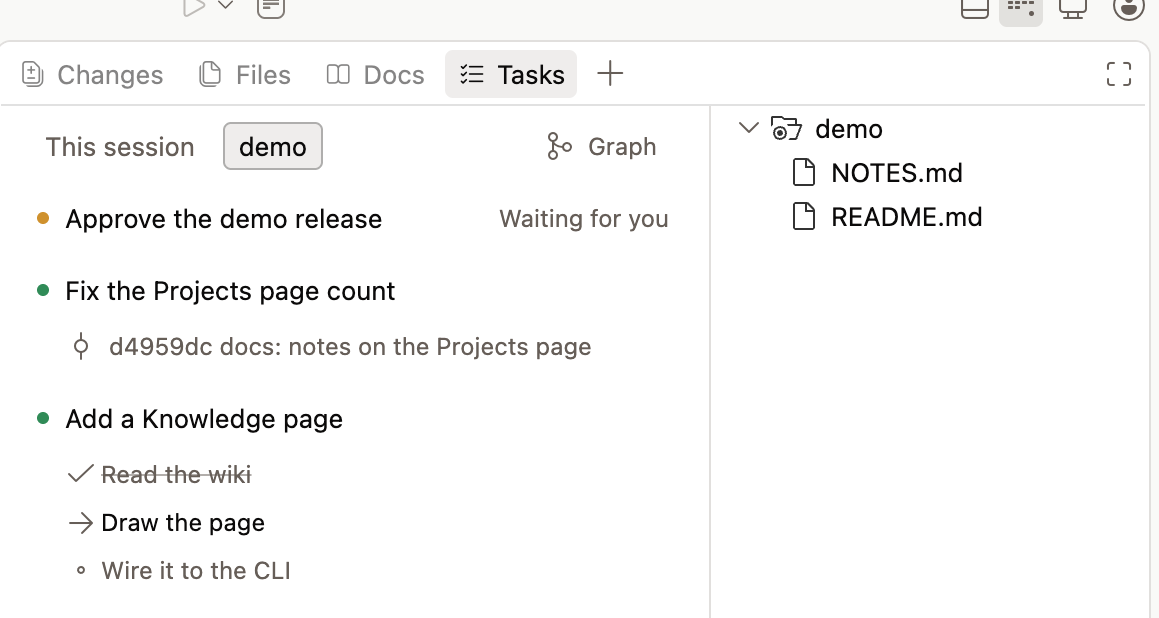 Changes Files Docs Tasks
This session demo Graph
Approve the demo release Waiting for you
Fix the Projects page count
d4959dc docs: notes on the Projects page
Add a Knowledge page
Read the wiki
Draw the page
Wire it to the CLI
demo
NOTES.md
README.md